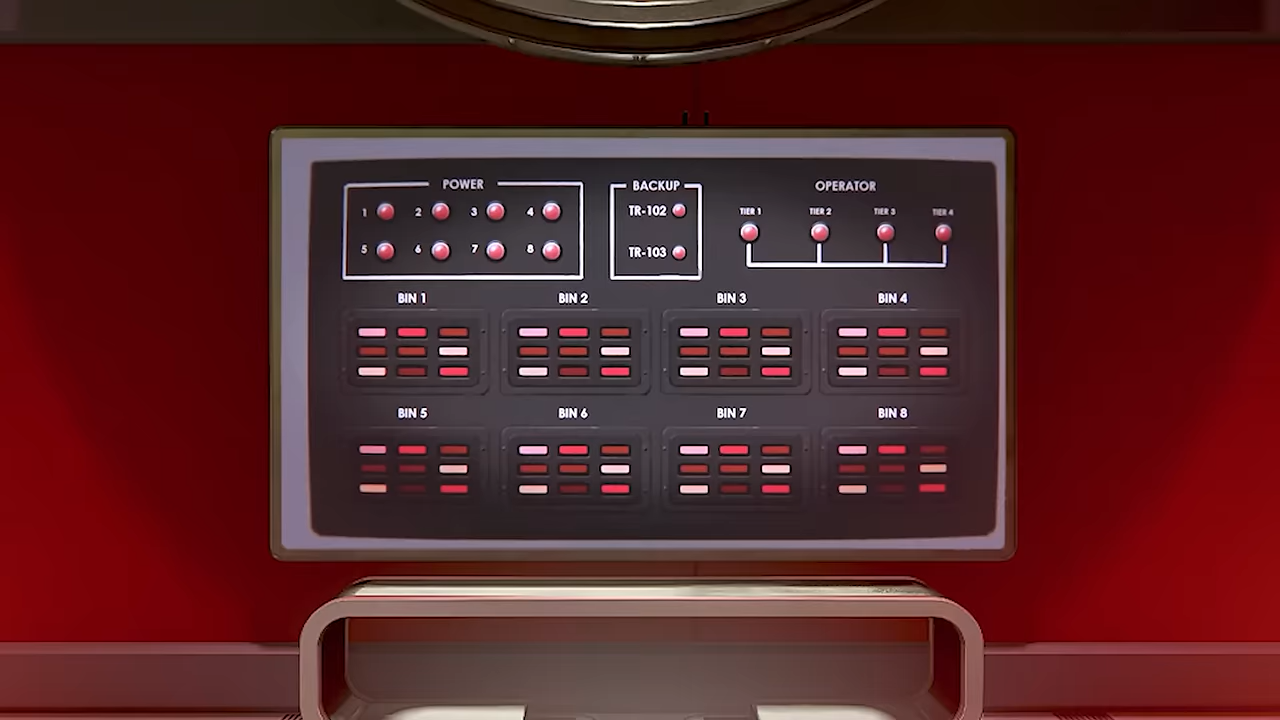 POWER
1 2 3 4
5 6 7 8
BACKUP
TR-102
TR-103
OPERATOR
TIER 1 TIER 2 TIER 3 TIER 4
BIN 1 BIN 2 BIN 3 BIN 4
BIN 5 BIN 6 BIN 7 BIN 8